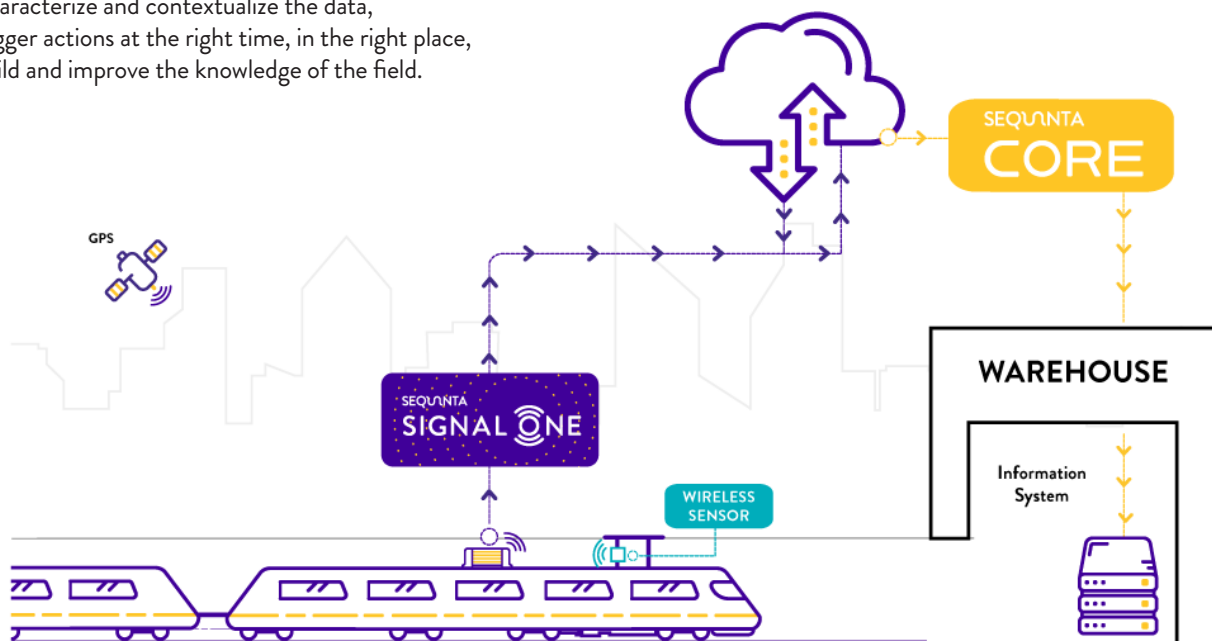 aracterize and contextualize the data,
gger actions at the right time, in the right place,
ild and improve the knowledge of the field.
SEQUANTA
CORE
GPS
WAREHOUSE
SEQUANTA
SIGNAL ONE
Information
System
WIRELESS
SENSOR